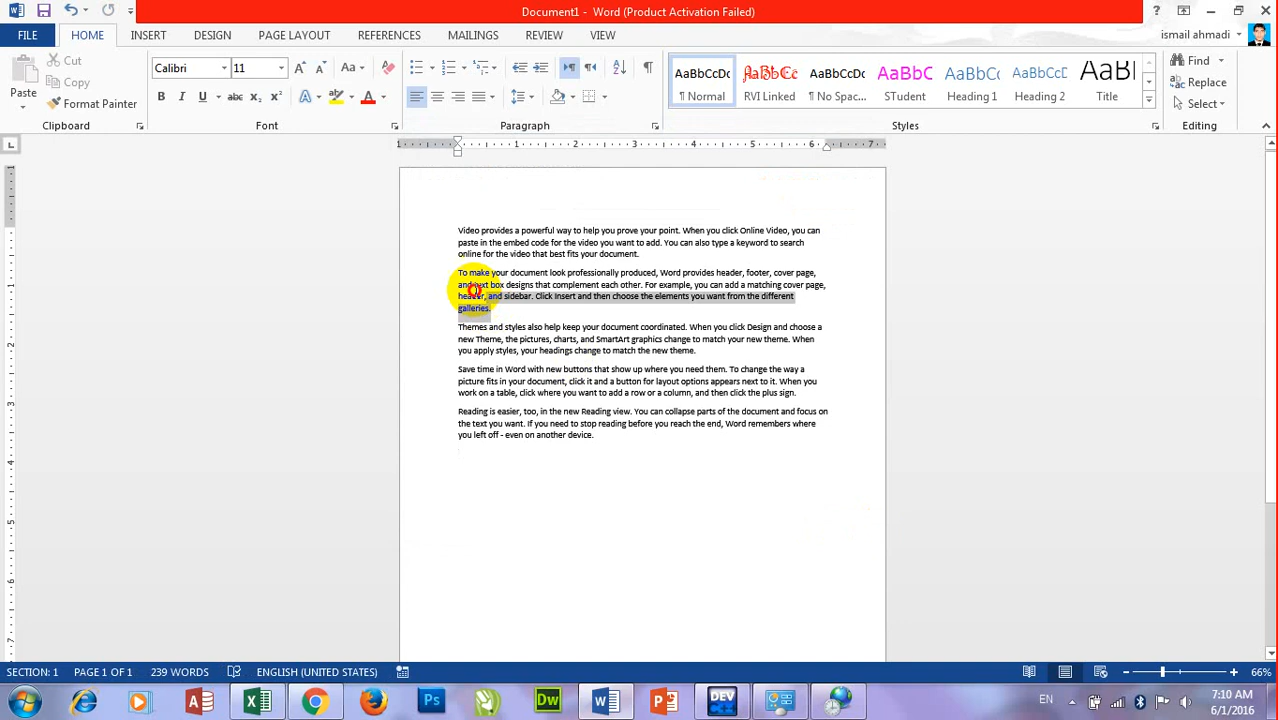 Document1 - Word (Product Activation Failed)
FILE HOME INSERT DESIGN PAGE LAYOUT REFERENCES MAILINGS REVIEW VIEW ismail ahmadi
Cut
Copy
Paste
Format Painter
Calibri 11
AaBbCcDc AaBbCc AaBbCcDc AaBbC AaBbCc AaBbCcD AaB
¶ Normal RVI Linked ¶ No Spac... STudent Heading 1 Heading 2 Title
Find
Replace
Select
Clipboard Font Paragraph Styles Editing
1 1 2 3 4 5 6 7
Video provides a powerful way to help you prove your point. When you click Online Video, you can
paste in the embed code for the video you want to add. You can also type a keyword to search
online for the video that best fits your document.
To make your document look professionally produced, Word provides header, footer, cover page,
and text box designs that complement each other. For example, you can add a matching cover page,
header, and sidebar. Click Insert and then choose the elements you want from the different
galleries.
Themes and styles also help keep your document coordinated. When you click Design and choose a
new Theme, the pictures, charts, and SmartArt graphics change to match your new theme. When
you apply styles, your headings change to match the new theme.
Save time in Word with new buttons that show up where you need them. To change the way a
picture fits in your document, click it and a button for layout options appears next to it. When you
work on a table, click where you want to add a row or a column, and then click the plus sign.
Reading is easier, too, in the new Reading view. You can collapse parts of the document and focus on
the text you want. If you need to stop reading before you reach the end, Word remembers where
you left off - even on another device.
SECTION: 1 PAGE 1 OF 1 239 WORDS ENGLISH (UNITED STATES) 66%
EN 7:10 AM
6/1/2016